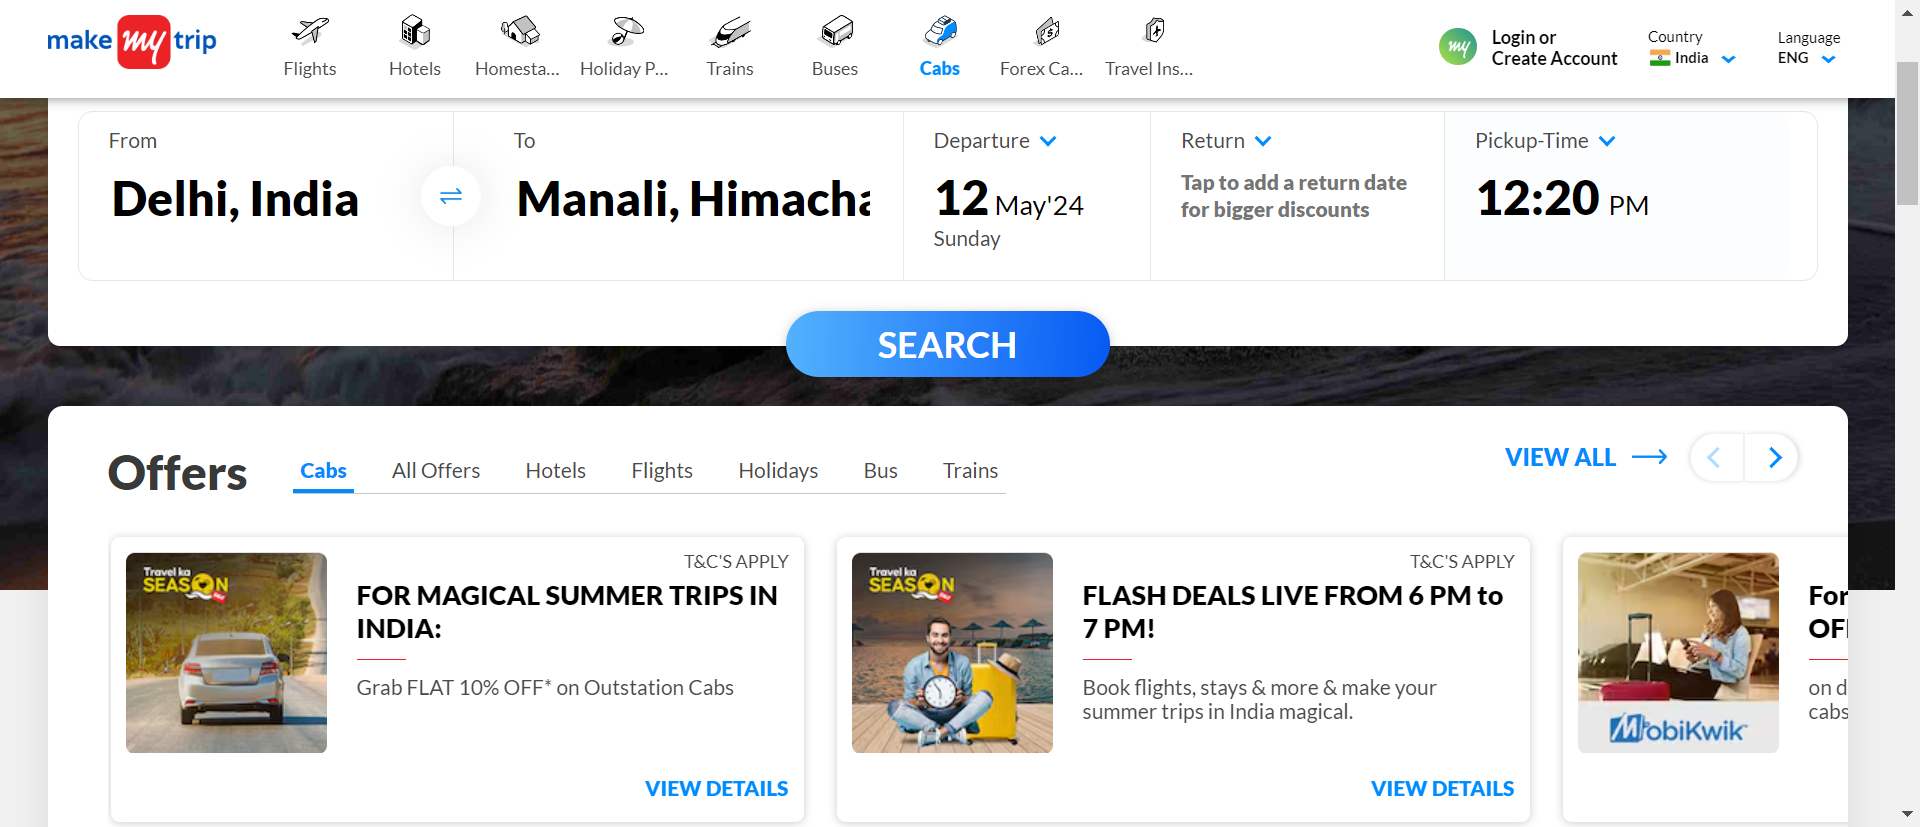 make my trip
Flights
Hotels
Homesta...
Holiday P...
Trains
Buses
Cabs
Forex Ca...
Travel Ins...
my
Login or
Create Account
Country
India
Language
ENG
From
Delhi, India
To
Manali, Himacha
Departure
12 May'24
Sunday
Return
Tap to add a return date
for bigger discounts
Pickup-Time
12:20 PM
SEARCH
Offers
Cabs
All Offers
Hotels
Flights
Holidays
Bus
Trains
VIEW ALL
Travel ka
SEASON
T&C'S APPLY
FOR MAGICAL SUMMER TRIPS IN
INDIA:
Grab FLAT 10% OFF* on Outstation Cabs
VIEW DETAILS
Travel ka
SEASON
T&C'S APPLY
FLASH DEALS LIVE FROM 6 PM to
7 PM!
Book flights, stays & more & make your
summer trips in India magical.
VIEW DETAILS
MobiKwik
For
OF
on d
cabs